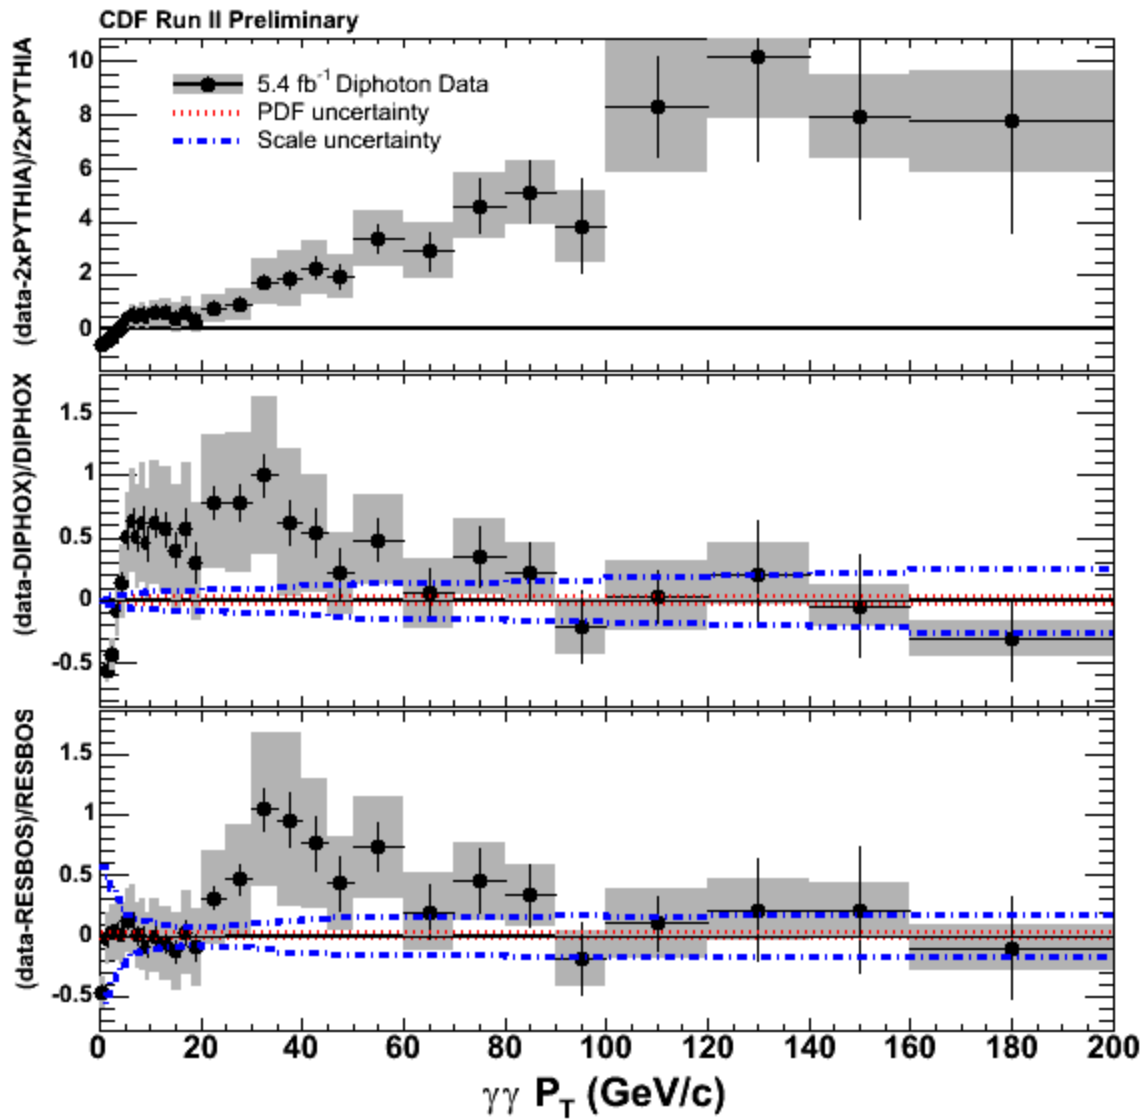 CDF Run II Preliminary
(data-2xPYTHIA)/2xPYTHIA
10
8
6
4
2
0
5.4 fb⁻¹ Diphoton Data
PDF uncertainty
Scale uncertainty
(data-DIPHOX)/DIPHOX
1.5
1
0.5
0
-0.5
(data-RESBOS)/RESBOS
1.5
1
0.5
0
-0.5
0 20 40 60 80 100 120 140 160 180 200
γγ P_T (GeV/c)